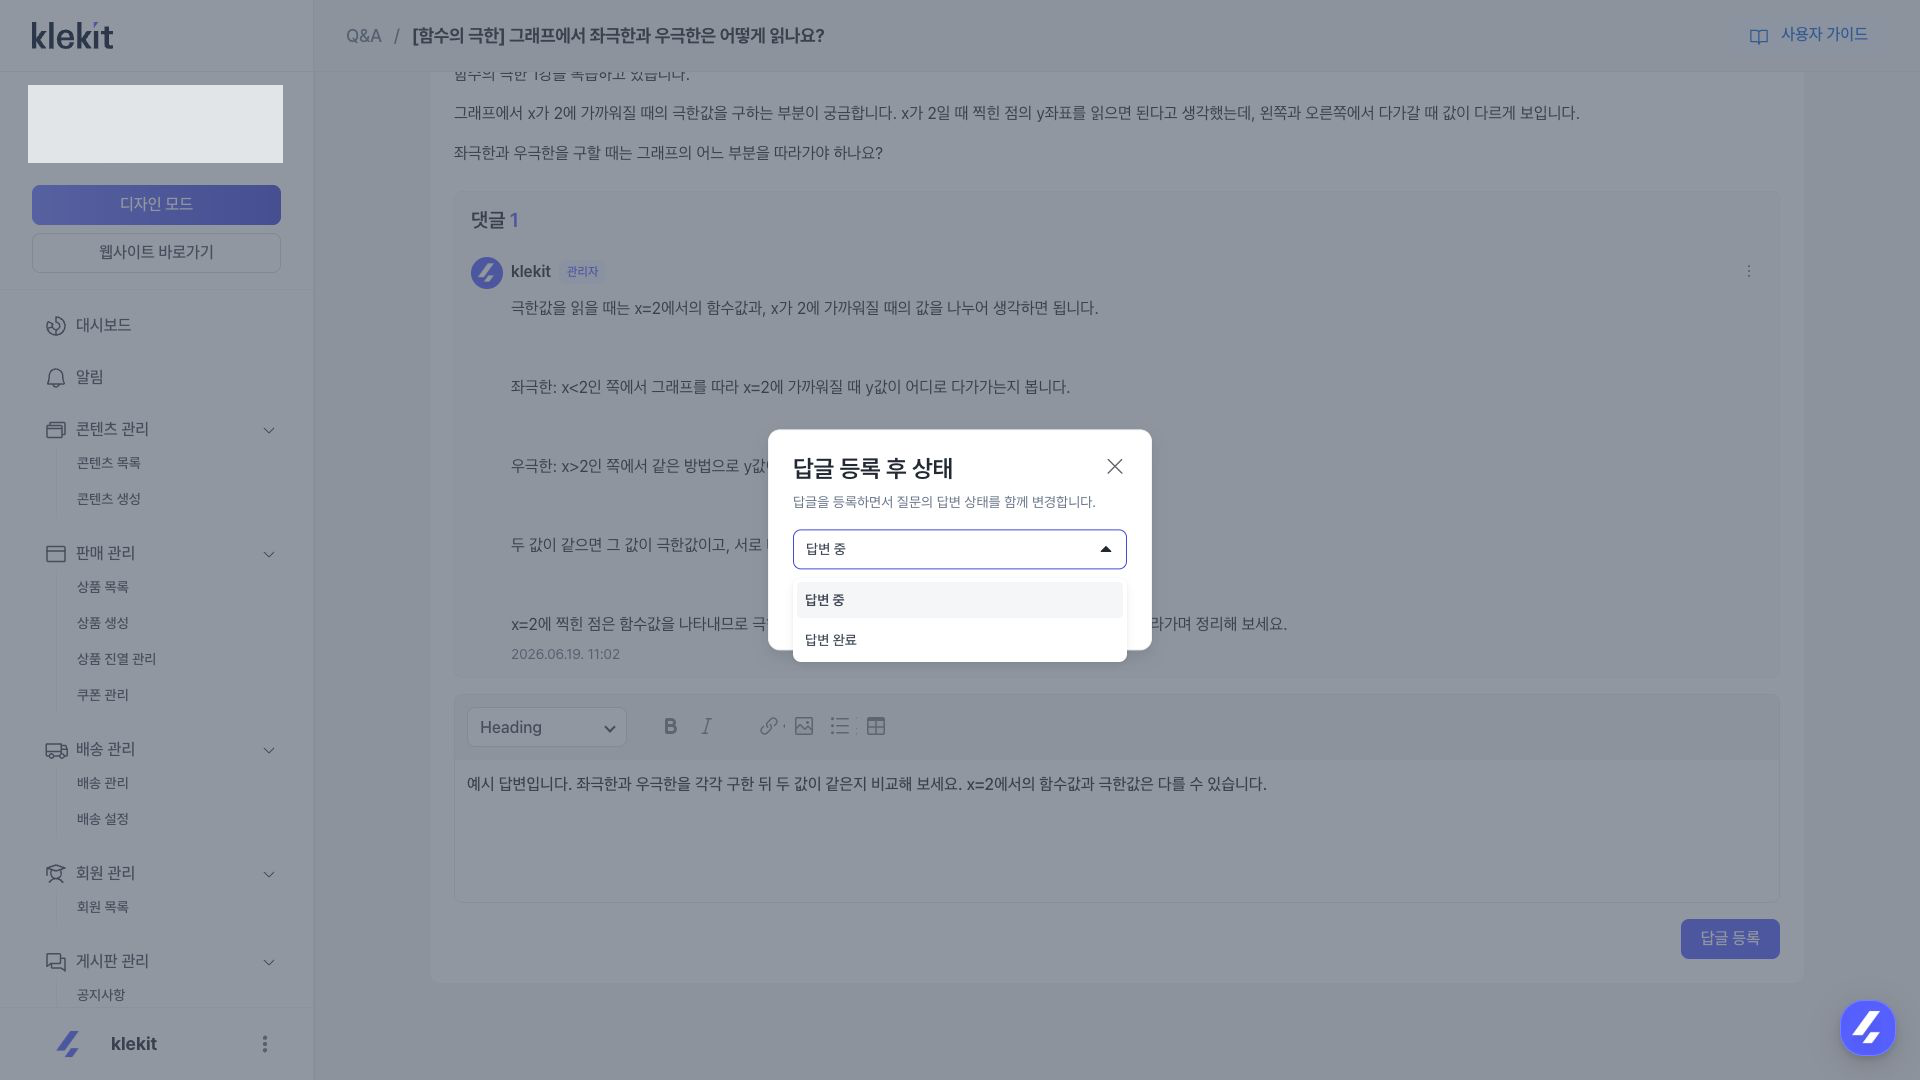 klekit
Q&A / [함수의 극한] 그래프에서 좌극한과 우극한은 어떻게 읽나요?
사용자 가이드
디자인 모드
웹사이트 바로가기
대시보드
알림
콘텐츠 관리
콘텐츠 목록
콘텐츠 생성
판매 관리
상품 목록
상품 생성
상품 진열 관리
쿠폰 관리
배송 관리
배송 관리
배송 설정
회원 관리
회원 목록
게시판 관리
공지사항
klekit
함수의 극한 1강을 복습하고 있습니다.
그래프에서 x가 2에 가까워질 때의 극한값을 구하는 부분이 궁금합니다. x가 2일 때 찍힌 점의 y좌표를 읽으면 된다고 생각했는데, 왼쪽과 오른쪽에서 다가갈 때 값이 다르게 보입니다.
좌극한과 우극한을 구할 때는 그래프의 어느 부분을 따라가야 하나요?
댓글 1
klekit 관리자
극한값을 읽을 때는 x=2에서의 함수값과, x가 2에 가까워질 때의 값을 나누어 생각하면 됩니다.
좌극한: x<2인 쪽에서 그래프를 따라 x=2에 가까워질 때 y값이 어디로 다가가는지 봅니다.
우극한: x>2인 쪽에서 같은 방법으로
두 값이 같으면 그 값이 극한값이고, 서로
x=2에 찍힌 점은 함수값을 나타내므로 라가며 정리해 보세요.
2026.06.19. 11:02
답글 등록 후 상태
답글을 등록하면서 질문의 답변 상태를 함께 변경합니다.
답변 중
답변 중
답변 완료
Heading B I
예시 답변입니다. 좌극한과 우극한을 각각 구한 뒤 두 값이 같은지 비교해 보세요. x=2에서의 함수값과 극한값은 다를 수 있습니다.
답글 등록